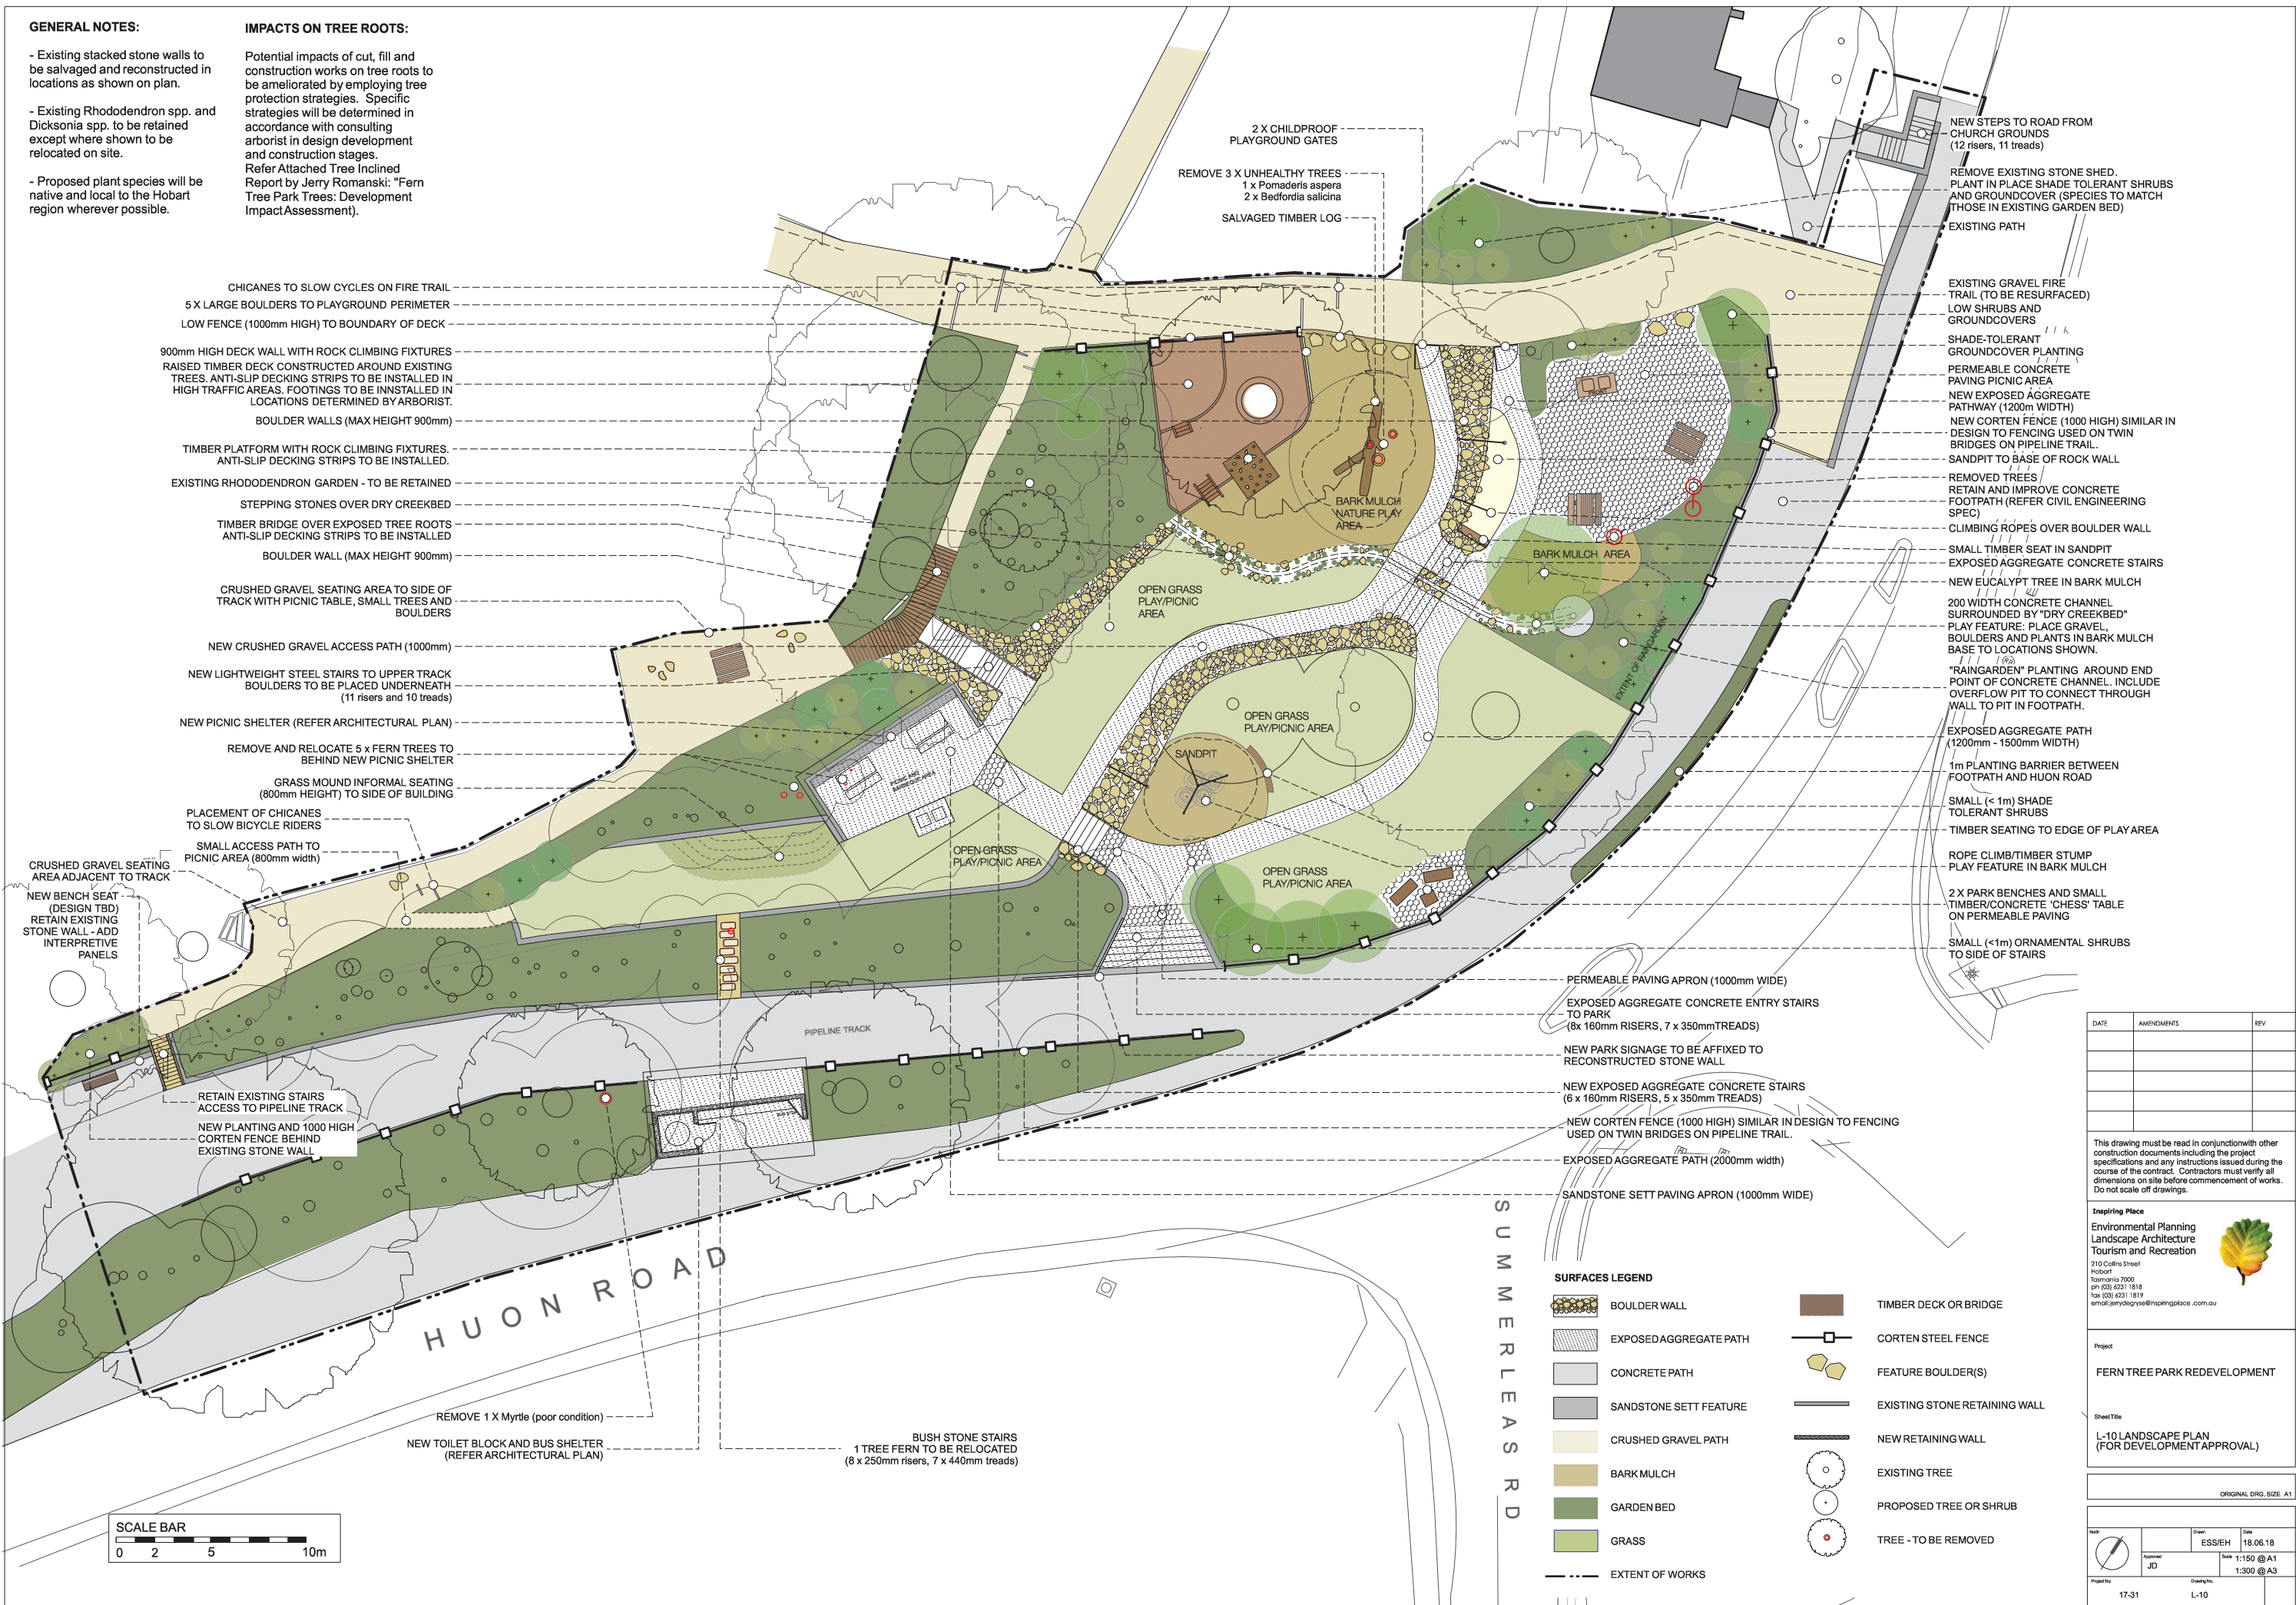 GENERAL NOTES:
- Existing stacked stone walls to
be salvaged and reconstructed in
locations as shown on plan.
- Existing Rhododendron spp. and
Dicksonia spp. to be retained
except where shown to be
relocated on site.
- Proposed plant species will be
native and local to the Hobart
region wherever possible.
IMPACTS ON TREE ROOTS:
Potential impacts of cut, fill and
construction works on tree roots to
be ameliorated by employing tree
protection strategies. Specific
strategies will be determined in
accordance with consulting
arborist in design development
and construction stages.
Refer Attached Tree Inclined
Report by Jerry Romanski: "Fern
Tree Park Trees: Development
Impact Assessment).
CHICANES TO SLOW CYCLES ON FIRE TRAIL
5 X LARGE BOULDERS TO PLAYGROUND PERIMETER
LOW FENCE (1000mm HIGH) TO BOUNDARY OF DECK
900mm HIGH DECK WALL WITH ROCK CLIMBING FIXTURES
RAISED TIMBER DECK CONSTRUCTED AROUND EXISTING
TREES. ANTI-SLIP DECKING STRIPS TO BE INSTALLED IN
HIGH TRAFFIC AREAS. FOOTINGS TO BE INNSTALLED IN
LOCATIONS DETERMINED BY ARBORIST.
BOULDER WALLS (MAX HEIGHT 900mm)
TIMBER PLATFORM WITH ROCK CLIMBING FIXTURES.
ANTI-SLIP DECKING STRIPS TO BE INSTALLED.
EXISTING RHODODENDRON GARDEN - TO BE RETAINED
STEPPING STONES OVER DRY CREEKBED
TIMBER BRIDGE OVER EXPOSED TREE ROOTS
ANTI-SLIP DECKING STRIPS TO BE INSTALLED
BOULDER WALL (MAX HEIGHT 900mm)
CRUSHED GRAVEL SEATING AREA TO SIDE OF
TRACK WITH PICNIC TABLE, SMALL TREES AND
BOULDERS
NEW CRUSHED GRAVEL ACCESS PATH (1000mm)
NEW LIGHTWEIGHT STEEL STAIRS TO UPPER TRACK
BOULDERS TO BE PLACED UNDERNEATH
(11 risers and 10 treads)
NEW PICNIC SHELTER (REFER ARCHITECTURAL PLAN)
REMOVE AND RELOCATE 5 x FERN TREES TO
BEHIND NEW PICNIC SHELTER
GRASS MOUND INFORMAL SEATING
(800mm HEIGHT) TO SIDE OF BUILDING
PLACEMENT OF CHICANES
TO SLOW BICYCLE RIDERS
SMALL ACCESS PATH TO
PICNIC AREA (800mm width)
CRUSHED GRAVEL SEATING
AREA ADJACENT TO TRACK
NEW BENCH SEAT
(DESIGN TBD)
RETAIN EXISTING
STONE WALL - ADD
INTERPRETIVE
PANELS
RETAIN EXISTING STAIRS
ACCESS TO PIPELINE TRACK
NEW PLANTING AND 1000 HIGH
CORTEN FENCE BEHIND
EXISTING STONE WALL
2 X CHILDPROOF
PLAYGROUND GATES
REMOVE 3 X UNHEALTHY TREES
1 x Pomaderis aspera
2 x Bedfordia salicina
SALVAGED TIMBER LOG
FRONT
BARK MULCH
NATURE PLAY
AREA
BARK MULCH AREA
OPEN GRASS
PLAY/PICNIC
AREA
EXTENT OF RAINGARDEN
OPEN GRASS
PLAY/PICNIC AREA
SANDPIT
PICNIC AND
BARBEQUE AREA
OPEN GRASS
PLAY/PICNIC AREA
OPEN GRASS
PLAY/PICNIC AREA
PIPELINE TRACK
HUON ROAD
SUMMERLEAS RD
REMOVE 1 X Myrtle (poor condition)
NEW TOILET BLOCK AND BUS SHELTER
(REFER ARCHITECTURAL PLAN)
BUSH STONE STAIRS
1 TREE FERN TO BE RELOCATED
(8 x 250mm risers, 7 x 440mm treads)
SCALE BAR
0 2 5 10m
NEW STEPS TO ROAD FROM
CHURCH GROUNDS
(12 risers, 11 treads)
REMOVE EXISTING STONE SHED.
PLANT IN PLACE SHADE TOLERANT SHRUBS
AND GROUNDCOVER (SPECIES TO MATCH
THOSE IN EXISTING GARDEN BED)
EXISTING PATH
EXISTING GRAVEL FIRE
TRAIL (TO BE RESURFACED)
LOW SHRUBS AND
GROUNDCOVERS
SHADE-TOLERANT
GROUNDCOVER PLANTING
PERMEABLE CONCRETE
PAVING PICNIC AREA
NEW EXPOSED AGGREGATE
PATHWAY (1200m WIDTH)
NEW CORTEN FENCE (1000 HIGH) SIMILAR IN
DESIGN TO FENCING USED ON TWIN
BRIDGES ON PIPELINE TRAIL.
SANDPIT TO BASE OF ROCK WALL
REMOVED TREES
RETAIN AND IMPROVE CONCRETE
FOOTPATH (REFER CIVIL ENGINEERING
SPEC)
CLIMBING ROPES OVER BOULDER WALL
SMALL TIMBER SEAT IN SANDPIT
EXPOSED AGGREGATE CONCRETE STAIRS
NEW EUCALYPT TREE IN BARK MULCH
200 WIDTH CONCRETE CHANNEL
SURROUNDED BY "DRY CREEKBED"
PLAY FEATURE: PLACE GRAVEL,
BOULDERS AND PLANTS IN BARK MULCH
BASE TO LOCATIONS SHOWN.
"RAINGARDEN" PLANTING AROUND END
POINT OF CONCRETE CHANNEL. INCLUDE
OVERFLOW PIT TO CONNECT THROUGH
WALL TO PIT IN FOOTPATH.
EXPOSED AGGREGATE PATH
(1200mm - 1500mm WIDTH)
1m PLANTING BARRIER BETWEEN
FOOTPATH AND HUON ROAD
SMALL (< 1m) SHADE
TOLERANT SHRUBS
TIMBER SEATING TO EDGE OF PLAY AREA
ROPE CLIMB/TIMBER STUMP
PLAY FEATURE IN BARK MULCH
2 X PARK BENCHES AND SMALL
TIMBER/CONCRETE 'CHESS' TABLE
ON PERMEABLE PAVING
SMALL (<1m) ORNAMENTAL SHRUBS
TO SIDE OF STAIRS
PERMEABLE PAVING APRON (1000mm WIDE)
EXPOSED AGGREGATE CONCRETE ENTRY STAIRS
TO PARK
(8x 160mm RISERS, 7 x 350mmTREADS)
NEW PARK SIGNAGE TO BE AFFIXED TO
RECONSTRUCTED STONE WALL
NEW EXPOSED AGGREGATE CONCRETE STAIRS
(6 x 160mm RISERS, 5 x 350mm TREADS)
NEW CORTEN FENCE (1000 HIGH) SIMILAR IN DESIGN TO FENCING
USED ON TWIN BRIDGES ON PIPELINE TRAIL.
EXPOSED AGGREGATE PATH (2000mm width)
SANDSTONE SETT PAVING APRON (1000mm WIDE)
SURFACES LEGEND
BOULDER WALL
EXPOSED AGGREGATE PATH
CONCRETE PATH
SANDSTONE SETT FEATURE
CRUSHED GRAVEL PATH
BARK MULCH
GARDEN BED
GRASS
EXTENT OF WORKS
TIMBER DECK OR BRIDGE
CORTEN STEEL FENCE
FEATURE BOULDER(S)
EXISTING STONE RETAINING WALL
NEW RETAINING WALL
EXISTING TREE
PROPOSED TREE OR SHRUB
TREE - TO BE REMOVED
DATE AMENDMENTS REV
This drawing must be read in conjunctionwith other
construction documents including the project
specifications and any instructions issued during the
course of the contract. Contractors must verify all
dimensions on site before commencement of works.
Do not scale off drawings.
Inspiring Place
Environmental Planning
Landscape Architecture
Tourism and Recreation
210 Collins Street
Hobart
Tasmania 7000
ph (03) 6231 1818
fax (03) 6231 1819
email:jerrydegryse@inspiringplace .com.au
Project
FERN TREE PARK REDEVELOPMENT
SheetTitle
L-10 LANDSCAPE PLAN
(FOR DEVELOPMENT APPROVAL)
ORIGINAL DRG. SIZE A1
North
Drawn ESS/EH
Date 18.06.18
Approved JD
Scale 1:150 @ A1
1:300 @ A3
Project No. 17-31
Drawing No. L-10